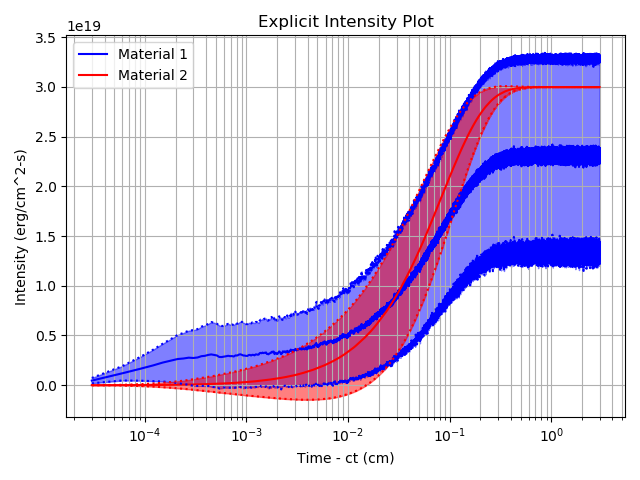 Explicit Intensity Plot
1e19
Material 1
Material 2
Intensity (erg/cm^2-s)
3.5
3.0
2.5
2.0
1.5
1.0
0.5
0.0
10⁻⁴ 10⁻³ 10⁻² 10⁻¹ 10⁰
Time - ct (cm)